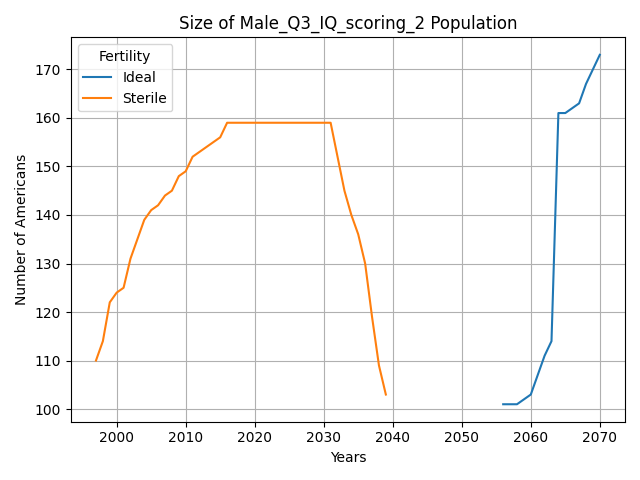 Size of Male_Q3_IQ_scoring_2 Population
Fertility
Ideal
Sterile
Number of Americans
170
160
150
140
130
120
110
100
2000 2010 2020 2030 2040 2050 2060 2070
Years